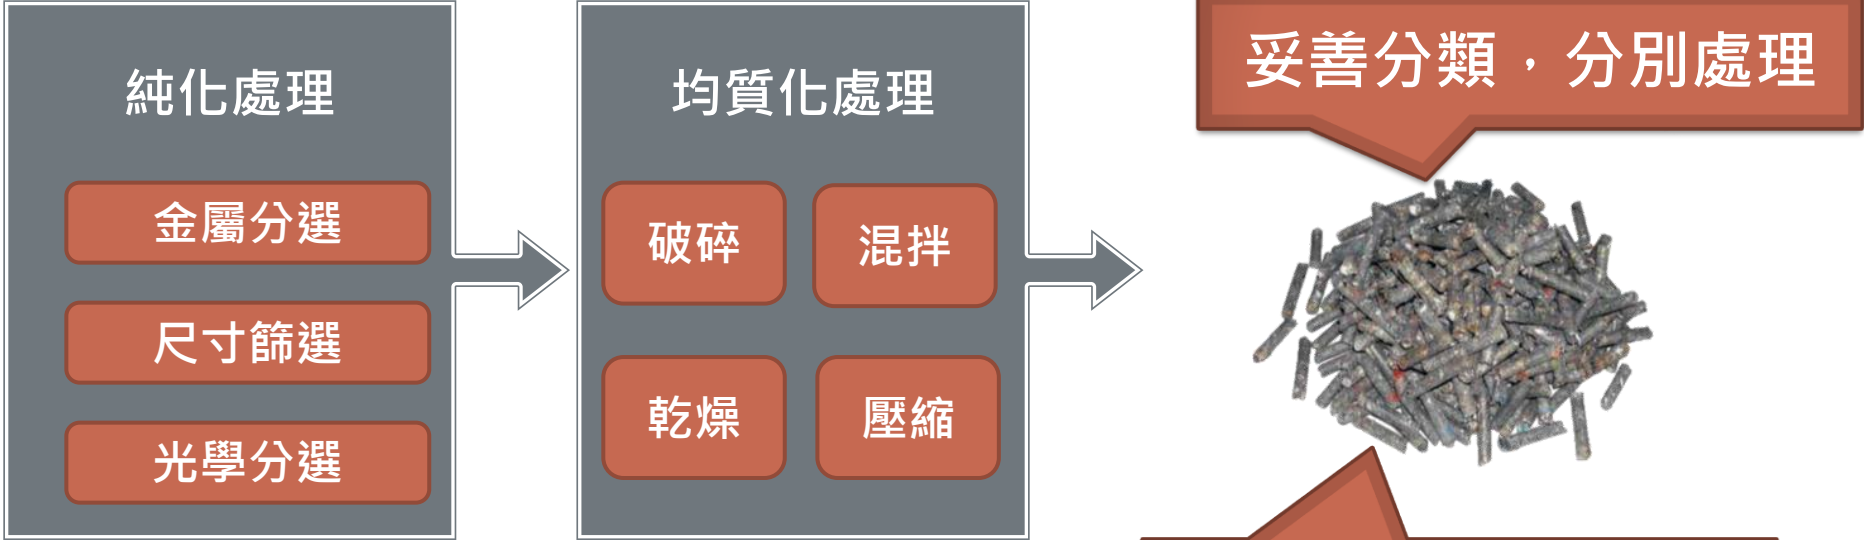 純化處理
金屬分選
尺寸篩選
光學分選
均質化處理
破碎
混拌
乾燥
壓縮
妥善分類，分別處理